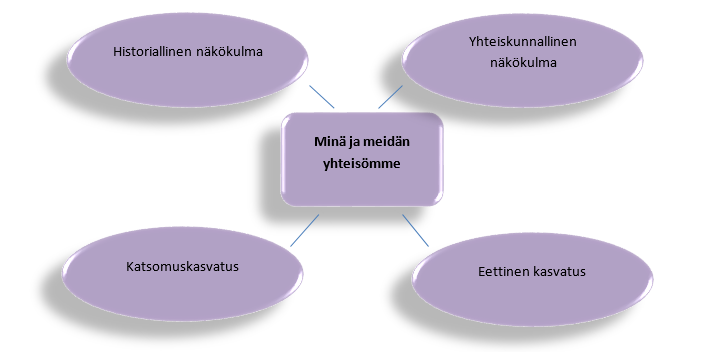 Historiallinen näkökulma
Yhteiskunnallinen
näkökulma
Minä ja meidän
yhteisömme
Katsomuskasvatus
Eettinen kasvatus